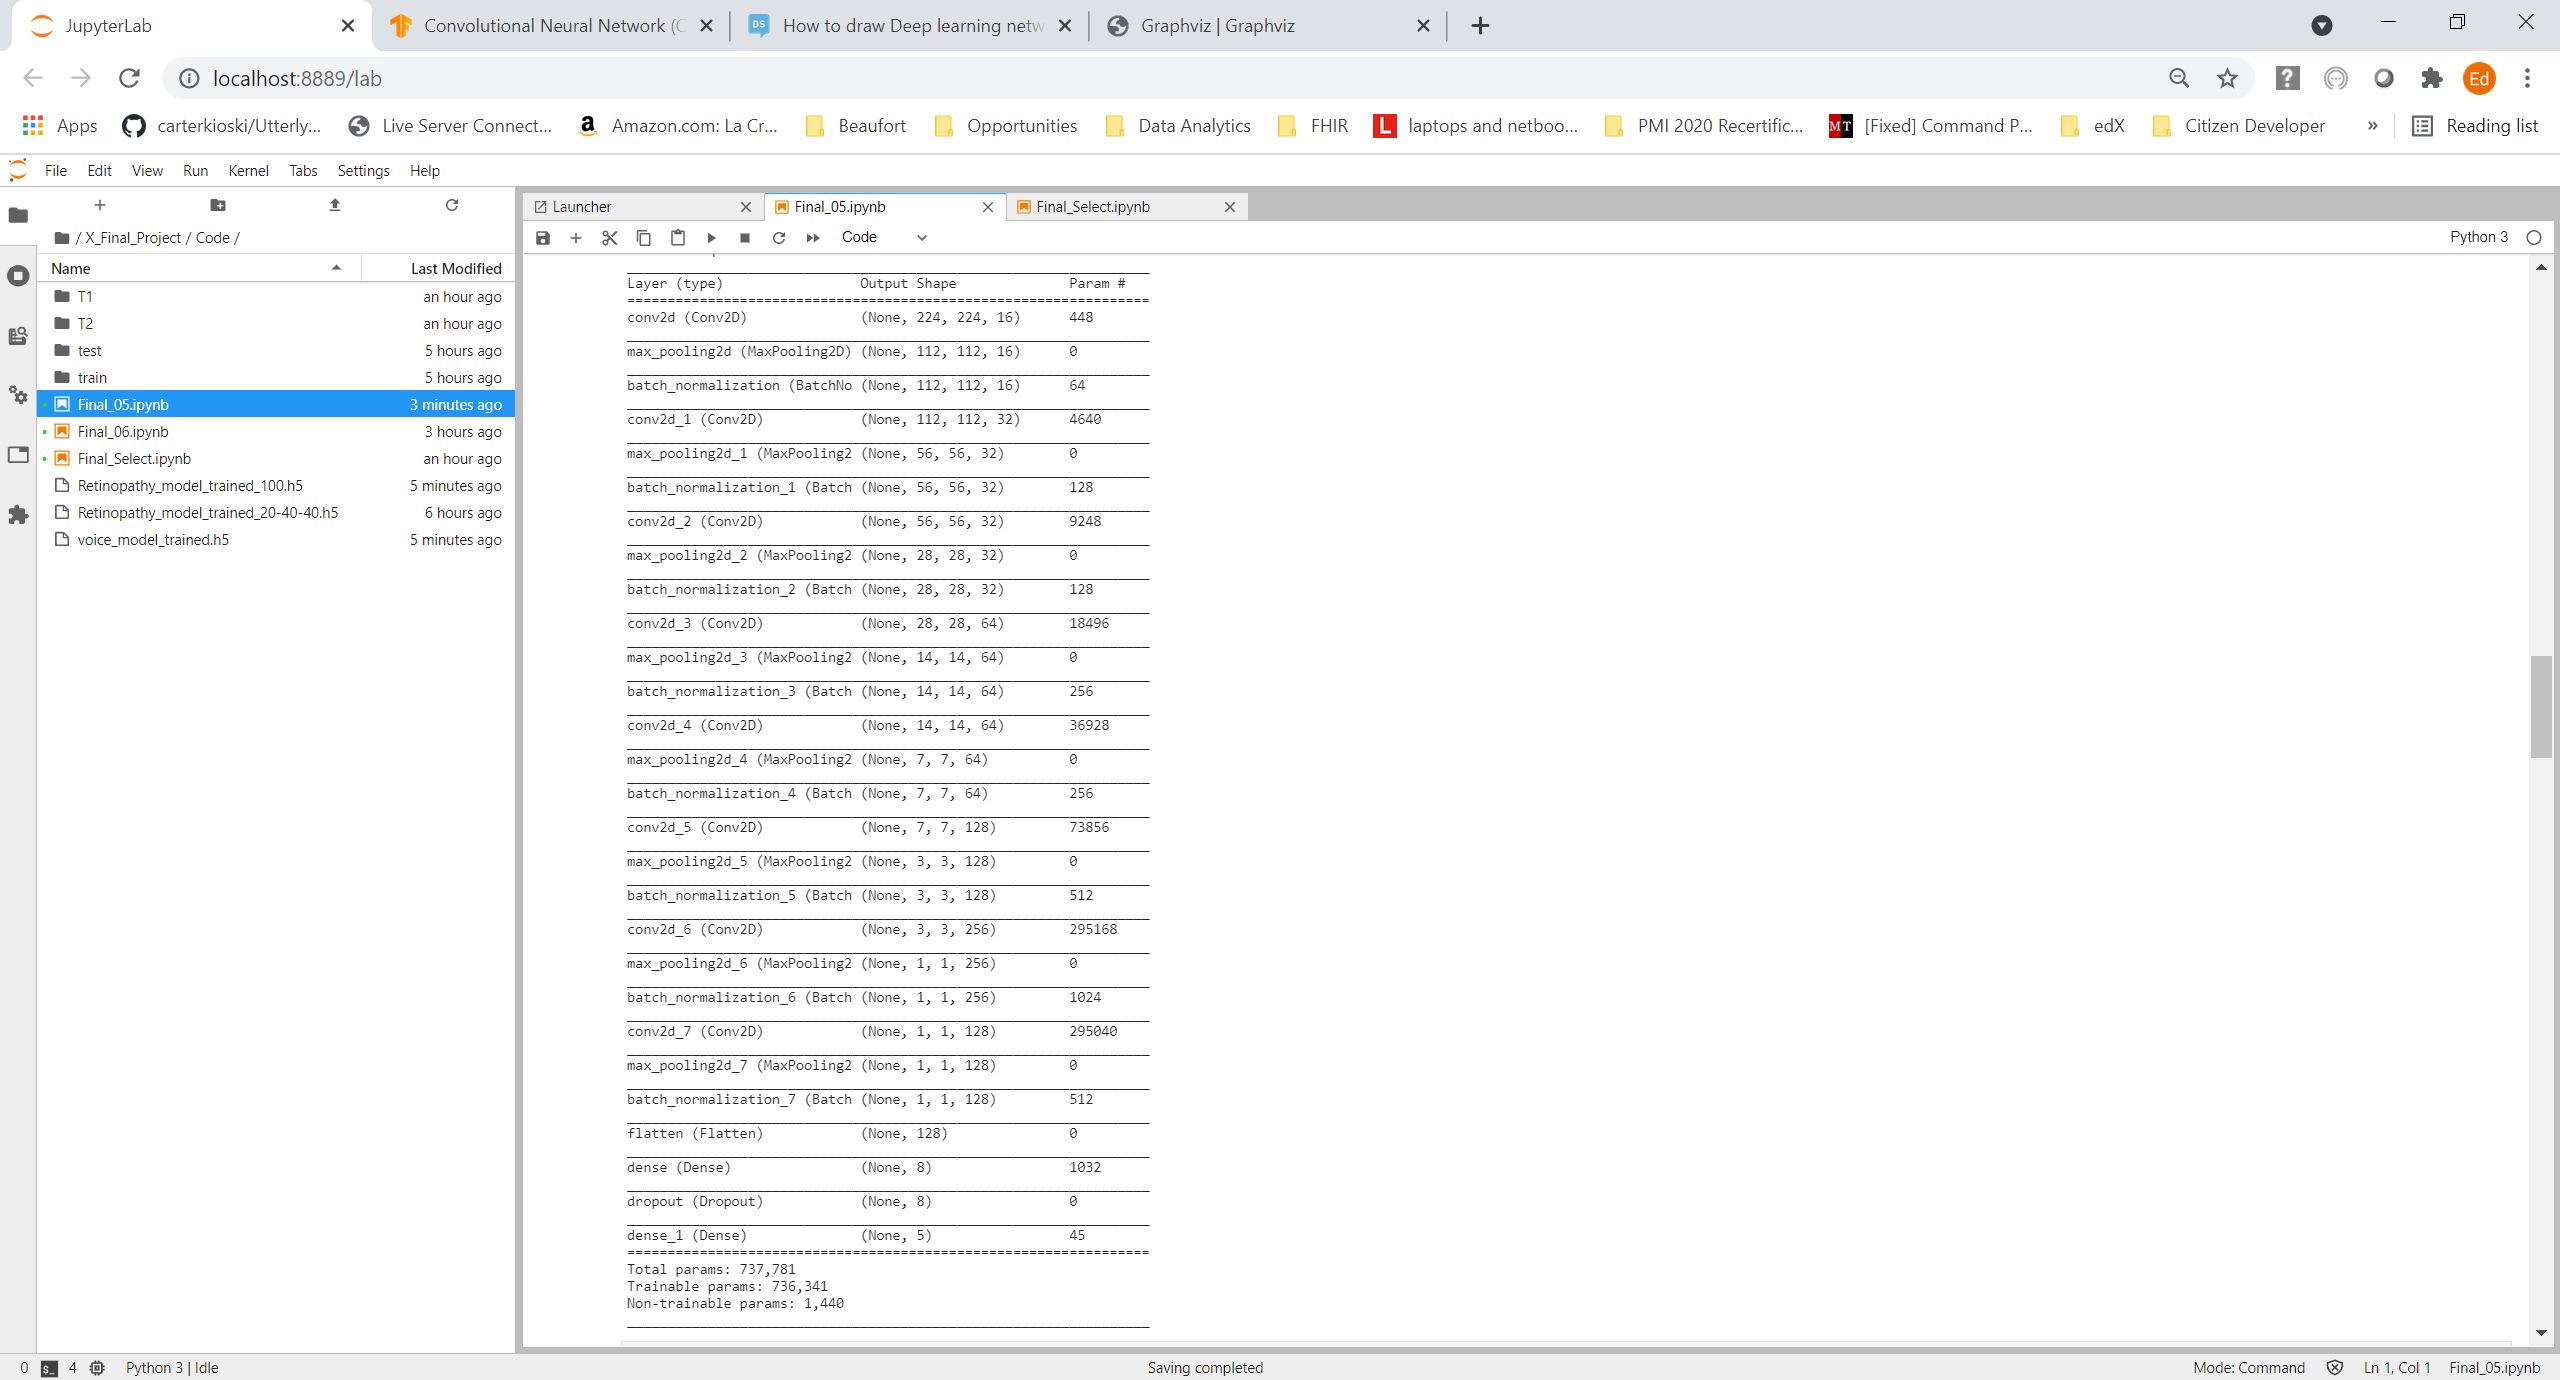 JupyterLab
Convolutional Neural Network (C
How to draw Deep learning netw
Graphviz | Graphviz
localhost:8889/lab
Ed
Apps
carterkioski/Utterly...
Live Server Connect...
Amazon.com: La Cr...
Beaufort
Opportunities
Data Analytics
FHIR
laptops and netboo...
PMI 2020 Recertific...
[Fixed] Command P...
edX
Citizen Developer
»
Reading list
File Edit View Run Kernel Tabs Settings Help
/ X_Final_Project / Code /
Name Last Modified
T1 an hour ago
T2 an hour ago
test 5 hours ago
train 5 hours ago
Final_05.ipynb 3 minutes ago
Final_06.ipynb 3 hours ago
Final_Select.ipynb an hour ago
Retinopathy_model_trained_100.h5 5 minutes ago
Retinopathy_model_trained_20-40-40.h5 6 hours ago
voice_model_trained.h5 5 minutes ago
Launcher
Final_05.ipynb
Final_Select.ipynb
Code
Python 3
Layer (type) Output Shape Param #
conv2d (Conv2D) (None, 224, 224, 16) 448
max_pooling2d (MaxPooling2D) (None, 112, 112, 16) 0
batch_normalization (BatchNo (None, 112, 112, 16) 64
conv2d_1 (Conv2D) (None, 112, 112, 32) 4640
max_pooling2d_1 (MaxPooling2 (None, 56, 56, 32) 0
batch_normalization_1 (Batch (None, 56, 56, 32) 128
conv2d_2 (Conv2D) (None, 56, 56, 32) 9248
max_pooling2d_2 (MaxPooling2 (None, 28, 28, 32) 0
batch_normalization_2 (Batch (None, 28, 28, 32) 128
conv2d_3 (Conv2D) (None, 28, 28, 64) 18496
max_pooling2d_3 (MaxPooling2 (None, 14, 14, 64) 0
batch_normalization_3 (Batch (None, 14, 14, 64) 256
conv2d_4 (Conv2D) (None, 14, 14, 64) 36928
max_pooling2d_4 (MaxPooling2 (None, 7, 7, 64) 0
batch_normalization_4 (Batch (None, 7, 7, 64) 256
conv2d_5 (Conv2D) (None, 7, 7, 128) 73856
max_pooling2d_5 (MaxPooling2 (None, 3, 3, 128) 0
batch_normalization_5 (Batch (None, 3, 3, 128) 512
conv2d_6 (Conv2D) (None, 3, 3, 256) 295168
max_pooling2d_6 (MaxPooling2 (None, 1, 1, 256) 0
batch_normalization_6 (Batch (None, 1, 1, 256) 1024
conv2d_7 (Conv2D) (None, 1, 1, 128) 295040
max_pooling2d_7 (MaxPooling2 (None, 1, 1, 128) 0
batch_normalization_7 (Batch (None, 1, 1, 128) 512
flatten (Flatten) (None, 128) 0
dense (Dense) (None, 8) 1032
dropout (Dropout) (None, 8) 0
dense_1 (Dense) (None, 5) 45
Total params: 737,781
Trainable params: 736,341
Non-trainable params: 1,440
0 4 Python 3 | Idle
Saving completed
Mode: Command
Ln 1, Col 1
Final_05.ipynb